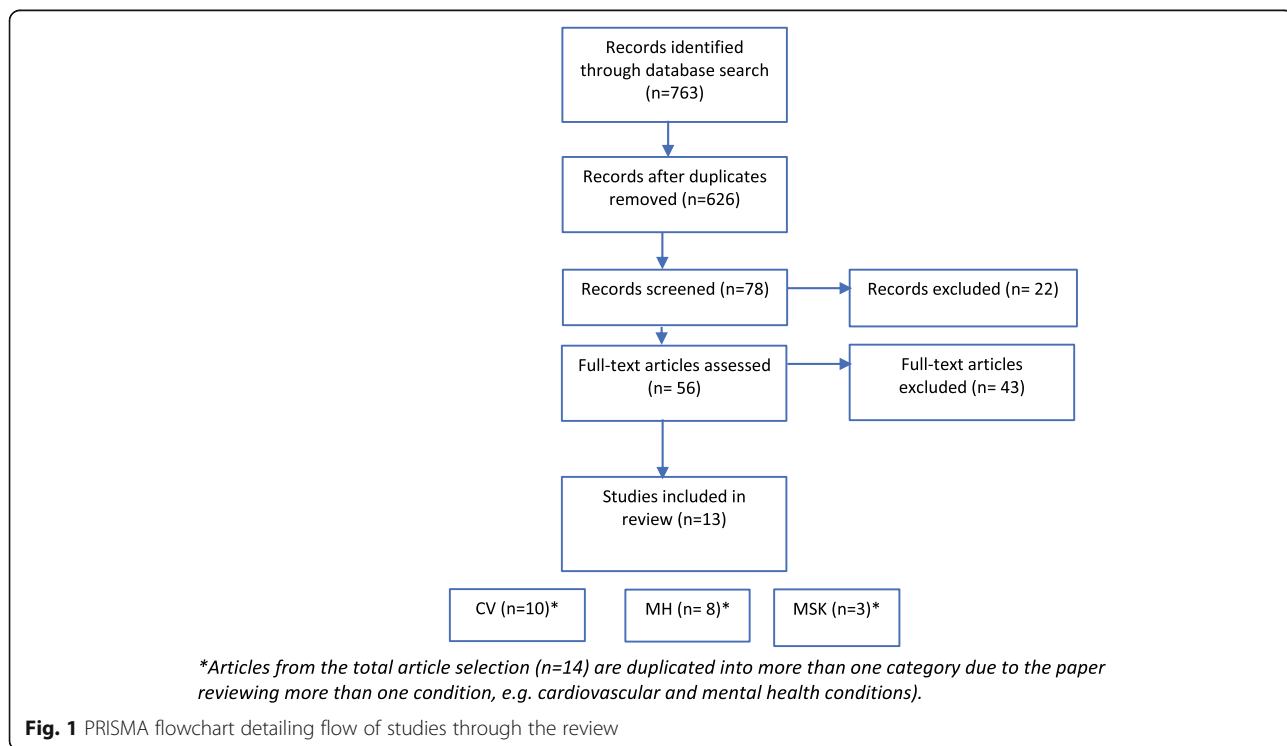 Records identified
through database search
(n=763)
Records after duplicates
removed (n=626)
Records screened (n=78)
Records excluded (n= 22)
Full-text articles assessed
(n= 56)
Full-text articles
excluded (n= 43)
Studies included in
review (n=13)
CV (n=10)*
MH (n= 8)*
MSK (n=3)*
*Articles from the total article selection (n=14) are duplicated into more than one category due to the paper
reviewing more than one condition, e.g. cardiovascular and mental health conditions).
Fig. 1 PRISMA flowchart detailing flow of studies through the review